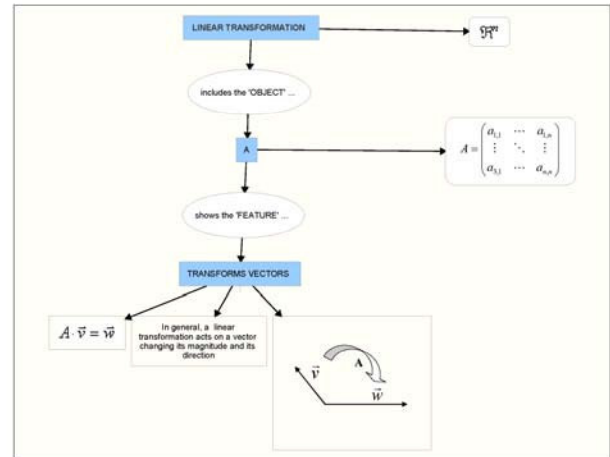 LINEAR TRANSFORMATION
ℜⁿ
includes the 'OBJECT' ...
A
A = ( a₁,₁ ⋯ a₁,ₙ
⋮ ⋱ ⋮
a₃,₁ ⋯ aₙ,ₙ )
shows the 'FEATURE' ...
TRANSFORMS VECTORS
A · v⃗ = w⃗
In general, a linear
transformation acts on a vector
changing its magnitude and its
direction
A
v⃗
w⃗